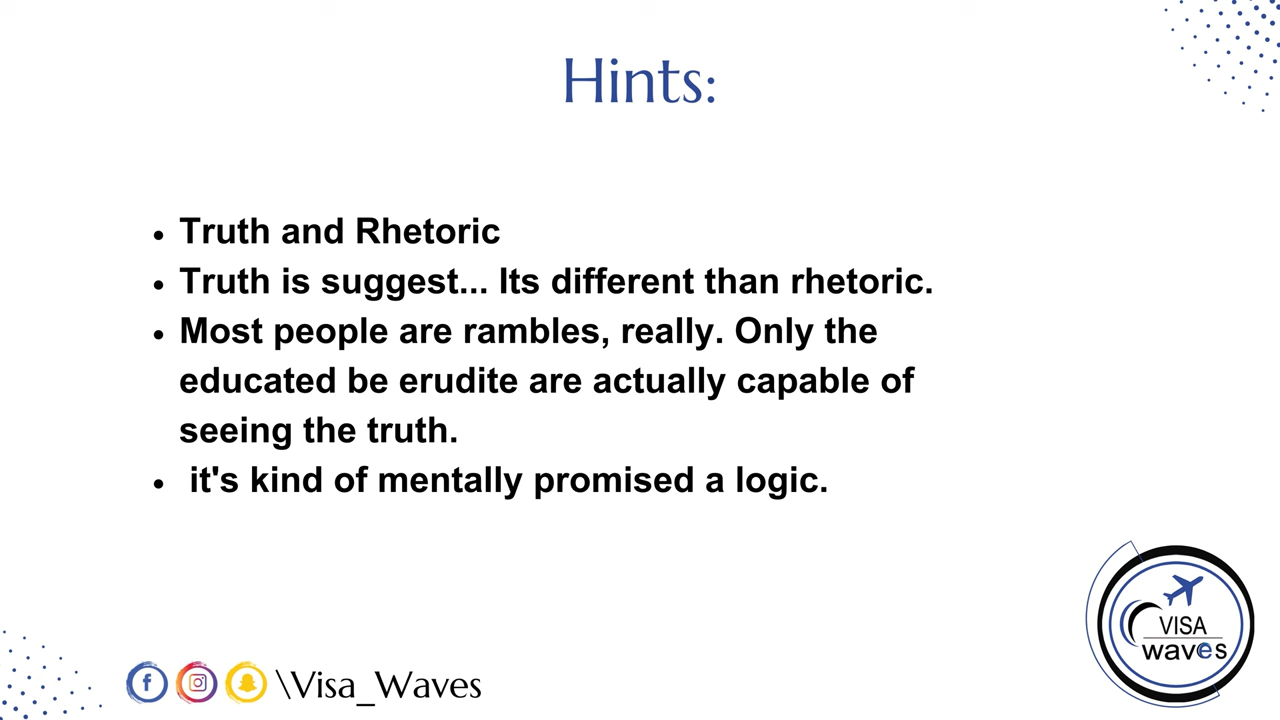 Hints:
• Truth and Rhetoric
• Truth is suggest... Its different than rhetoric.
• Most people are rambles, really. Only the
educated be erudite are actually capable of
seeing the truth.
• it's kind of mentally promised a logic.
VISA
waves
\Visa_Waves